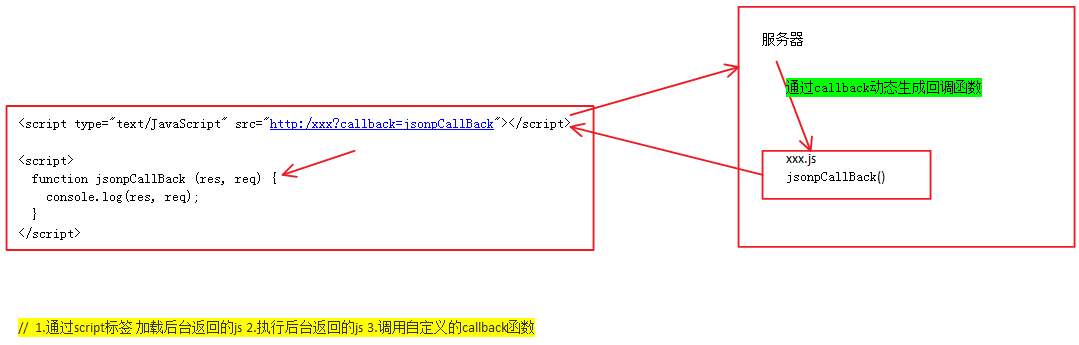 服务器
通过callback动态生成回调函数
<script type="text/JavaScript" src="http:/xxx?callback=jsonpCallBack"></script>
<script>
function jsonpCallBack (res, req) {
console.log(res, req);
}
</script>
xxx.js
jsonpCallBack()
// 1.通过script标签 加载后台返回的js 2.执行后台返回的js 3.调用自定义的callback函数